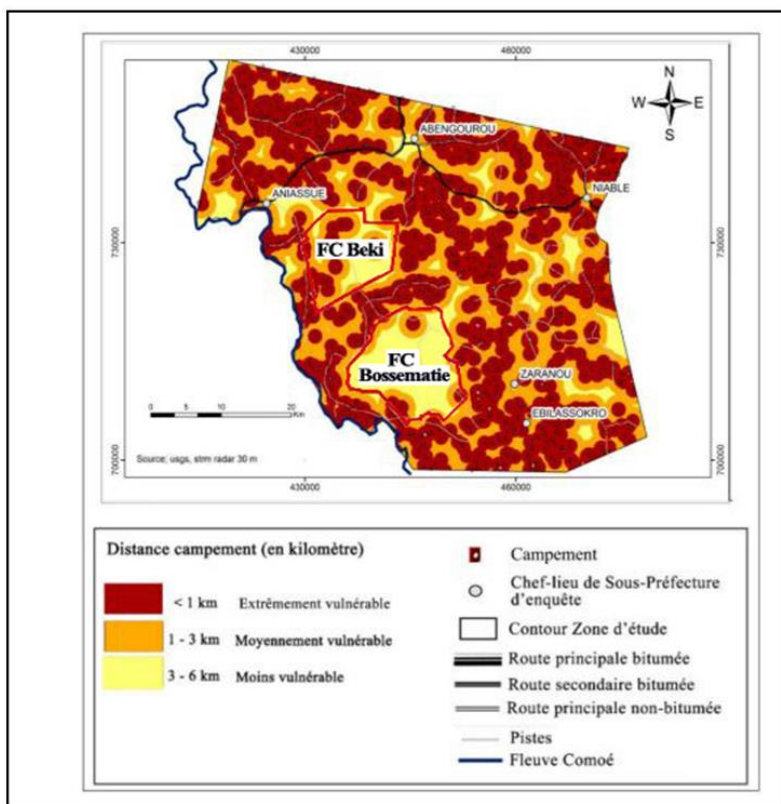 430000
460000
N
W E
S
ABENGOUROU
ANIASSUE
NIABLE
730000
730000
FC Beki
FC
Bossematie
ZARANOU
EBILASSOKRO
0 5 10 20
Km
Source; usgs, strm radar 30 m
700000
700000
430000
460000
Distance campement (en kilomètre)
< 1 km Extrêmement vulnérable
1 - 3 km Moyennement vulnérable
3 - 6 km Moins vulnérable
Campement
Chef-lieu de Sous-Préfecture
d'enquête
Contour Zone d'étude
Route principale bitumée
Route secondaire bitumée
Route principale non-bitumée
Pistes
Fleuve Comoé